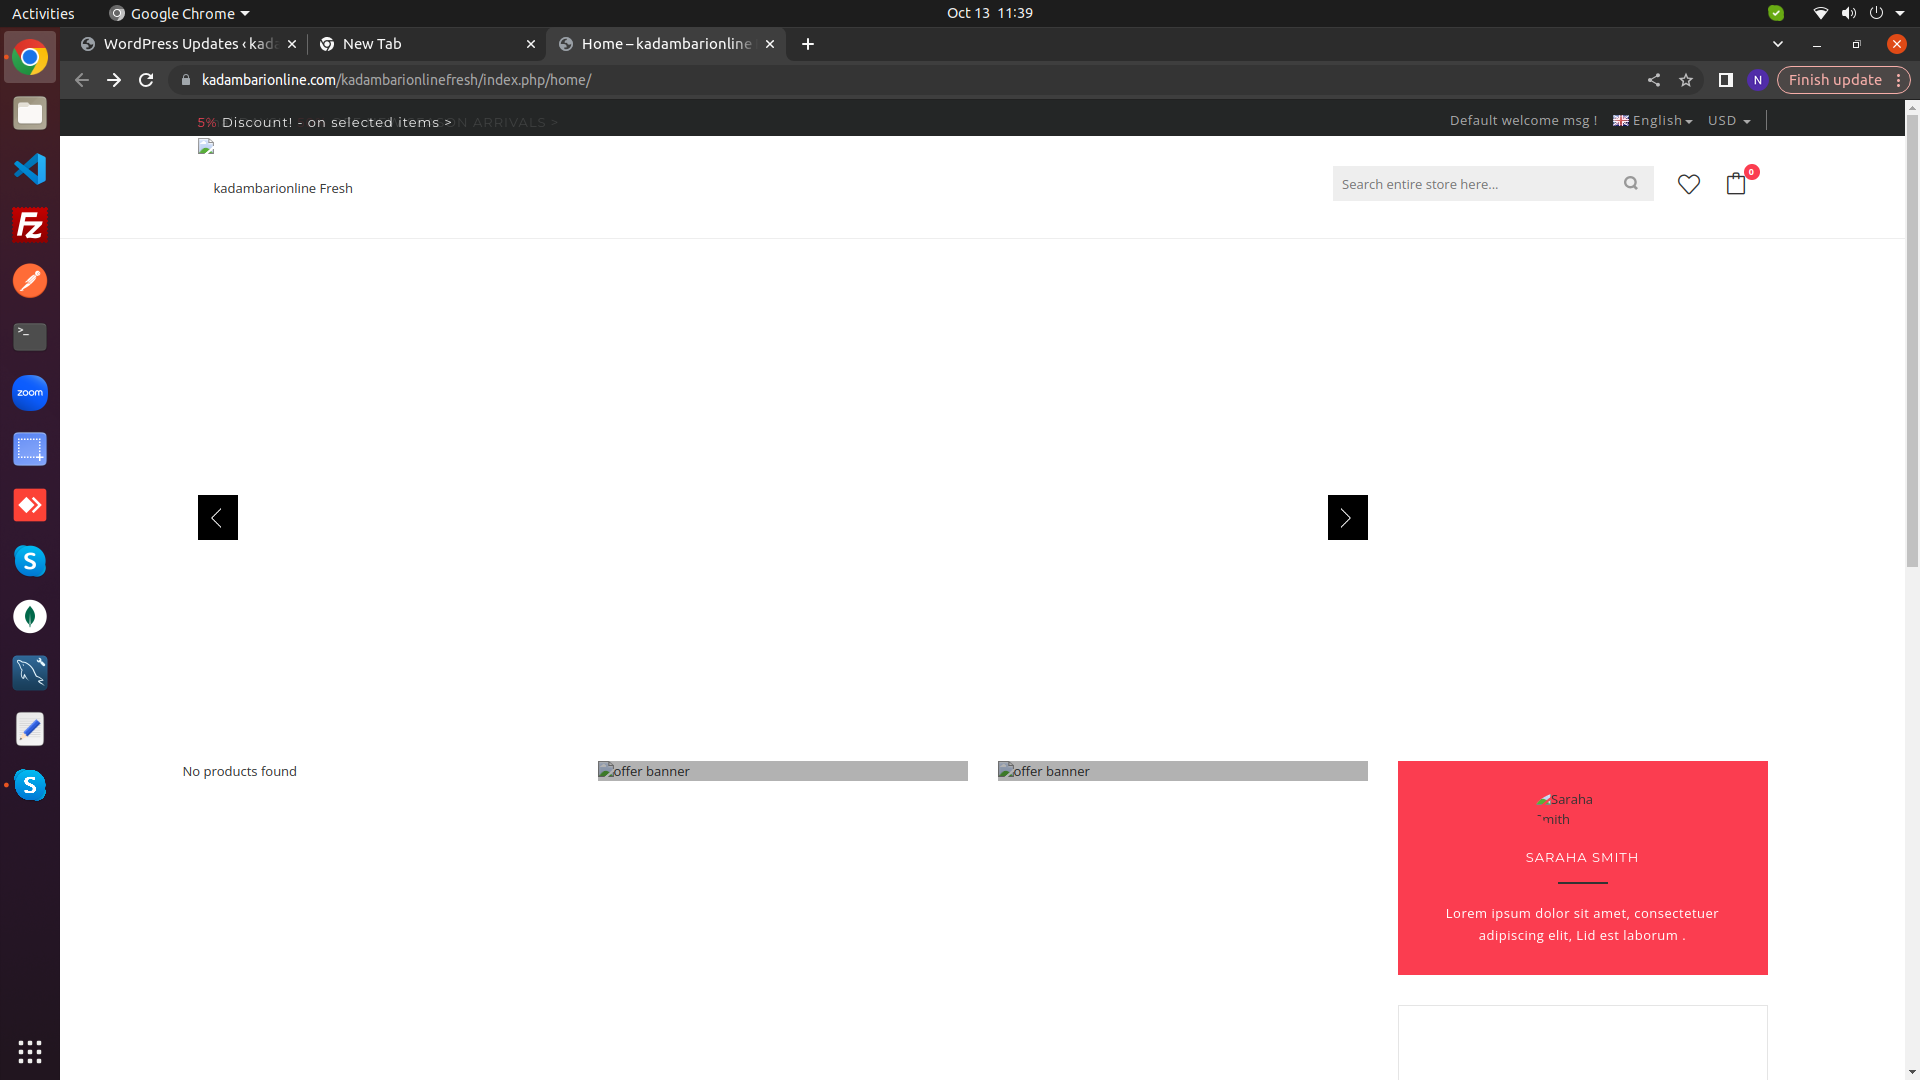 Activities
Google Chrome
Oct 13 11:39
WordPress Updates ‹ kada
New Tab
Home – kadambarionline
kadambarionline.com/kadambarionlinefresh/index.php/home/
N
Finish update
5% Discount! - on selected items >
ON ARRIVALS >
Default welcome msg !
English
USD
kadambarionline Fresh
Search entire store here...
0
zoom
No products found
offer banner
offer banner
Saraha
Smith
SARAHA SMITH
Lorem ipsum dolor sit amet, consectetuer
adipiscing elit, Lid est laborum .